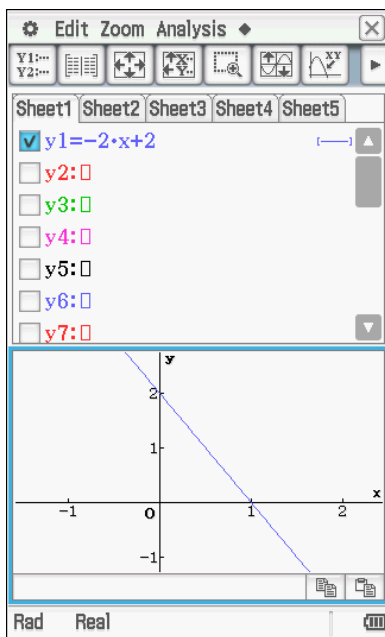 Edit Zoom Analysis
Y1:... Y2:...
XY
Sheet1 Sheet2 Sheet3 Sheet4 Sheet5
y1=-2·x+2
y2:▯
y3:▯
y4:▯
y5:▯
y6:▯
y7:▯
y
2
1
x
-1 0 1 2
-1
Rad Real